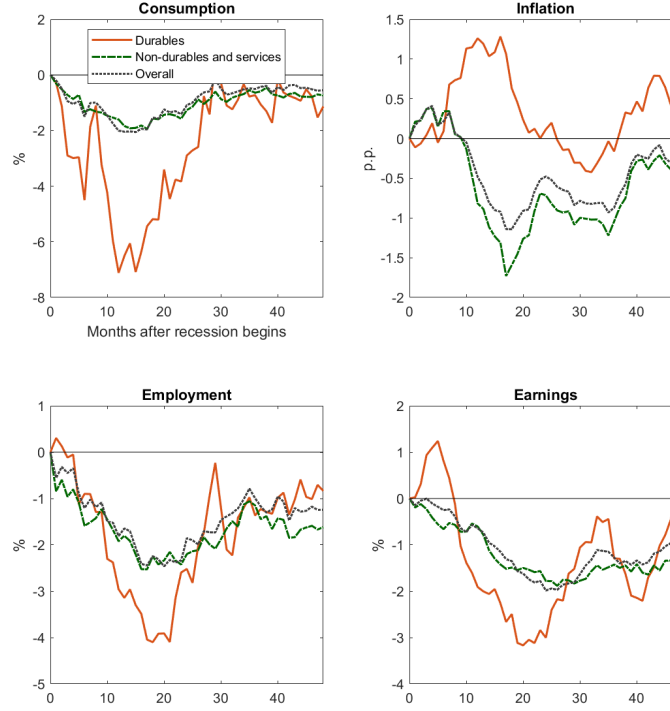 Consumption
2
0
-2
-4
-6
-8
%
Durables
Non-durables and services
Overall
0 10 20 30 40
Months after recession begins
Inflation
1.5
1
0.5
0
-0.5
-1
-1.5
-2
p.p.
0 10 20 30 40
Employment
1
0
-1
-2
-3
-4
-5
%
0 10 20 30 40
Earnings
2
1
0
-1
-2
-3
-4
%
0 10 20 30 40